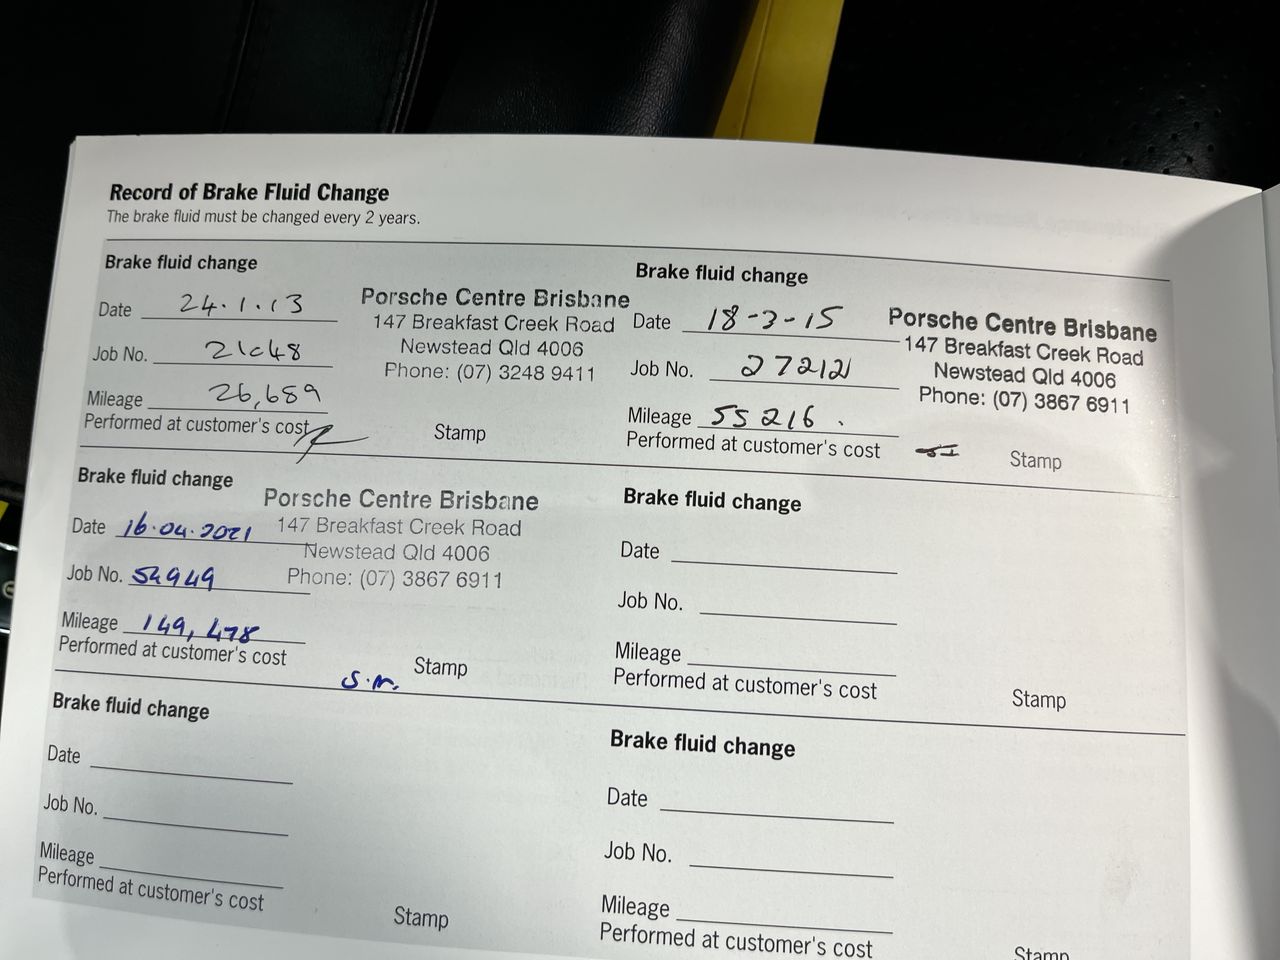 Record of Brake Fluid Change
The brake fluid must be changed every 2 years.
Brake fluid change
Date 24.1.13
Job No. 21048
Mileage 26,689
Performed at customer's cost
Porsche Centre Brisbane
147 Breakfast Creek Road
Newstead Qld 4006
Phone: (07) 3248 9411
Stamp
Brake fluid change
Date 18-3-15
Job No. 27212
Mileage 55216.
Performed at customer's cost
Porsche Centre Brisbane
147 Breakfast Creek Road
Newstead Qld 4006
Phone: (07) 3867 6911
Stamp
Brake fluid change
Date 16.04.2021
Job No. 54949
Mileage 149,478
Performed at customer's cost
Porsche Centre Brisbane
147 Breakfast Creek Road
Newstead Qld 4006
Phone: (07) 3867 6911
S.M.
Stamp
Brake fluid change
Date
Job No.
Mileage
Performed at customer's cost
Stamp
Brake fluid change
Date
Job No.
Mileage
Performed at customer's cost
Stamp
Brake fluid change
Date
Job No.
Mileage
Performed at customer's cost
Stamp